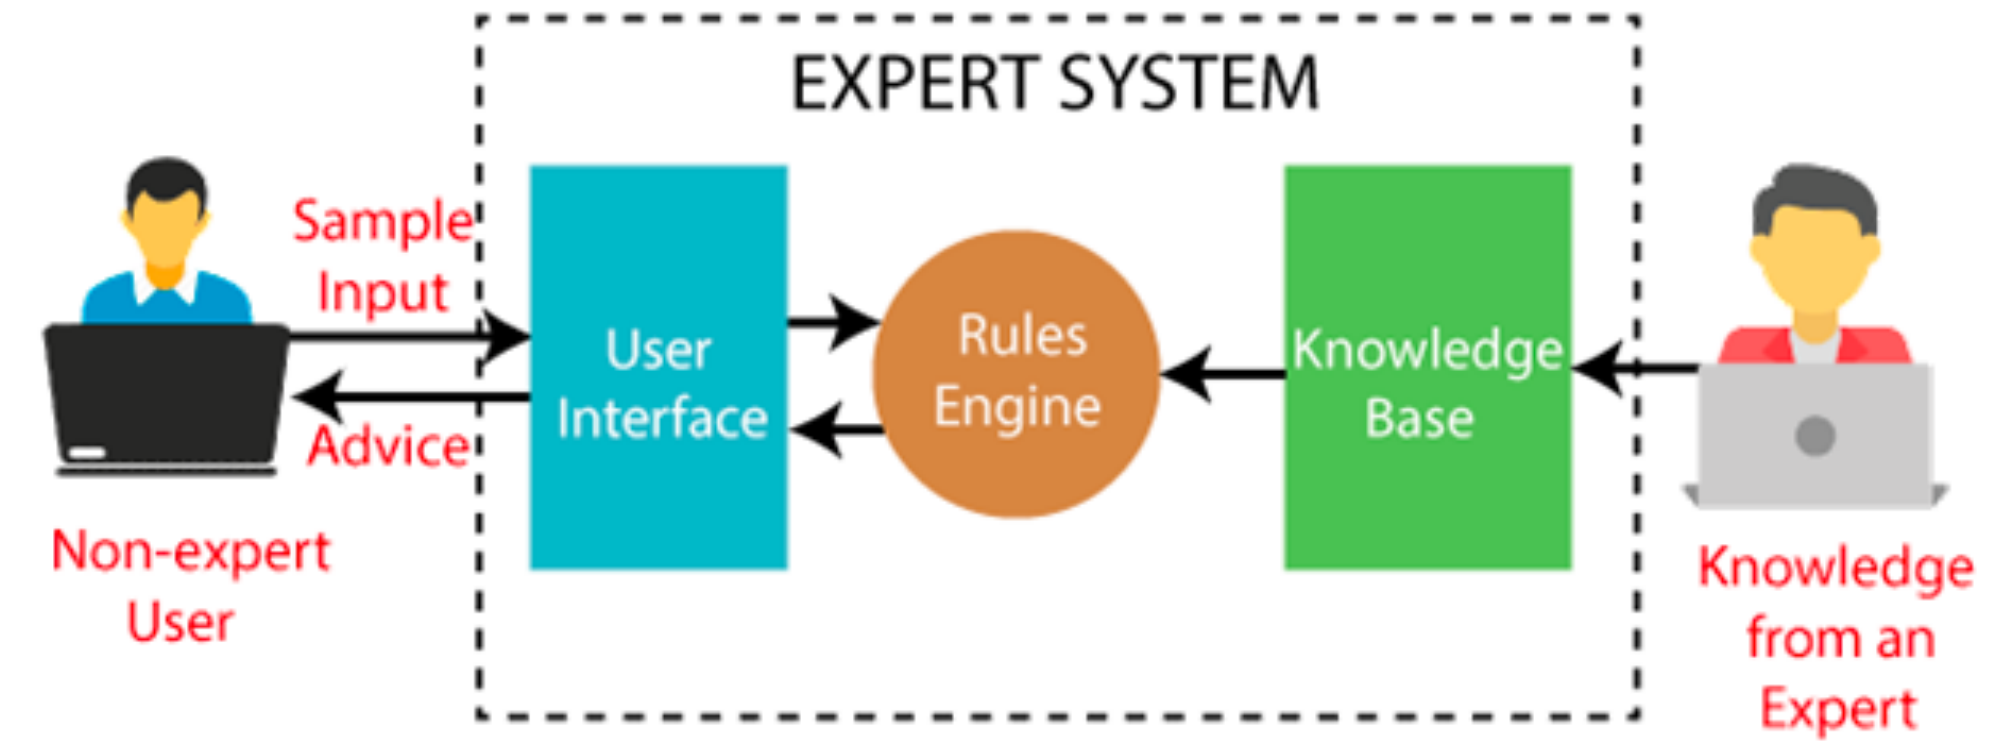 EXPERT SYSTEM
Sample
Input
Advice
Non-expert
User
User
Interface
Rules
Engine
Knowledge
Base
Knowledge
from an
Expert